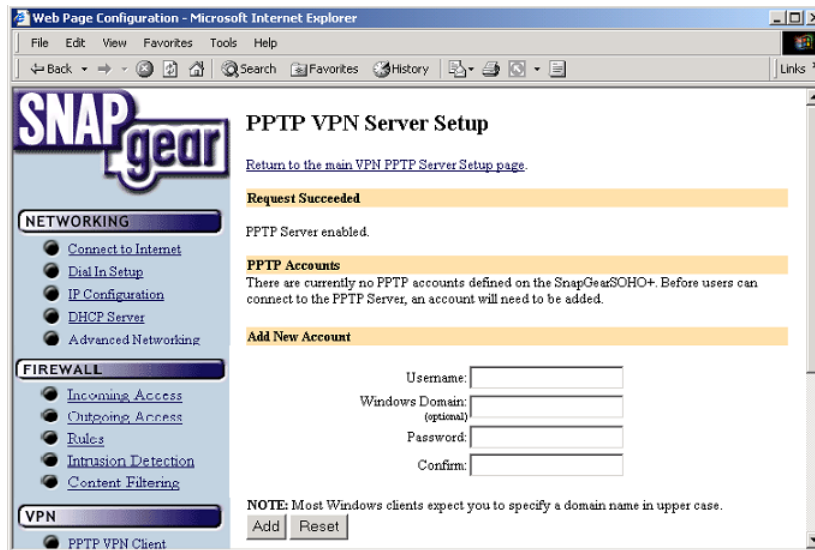 Web Page Configuration - Microsoft Internet Explorer
File Edit View Favorites Tools Help
Back Search Favorites History Links
SNAP gear
NETWORKING
Connect to Internet
Dial In Setup
IP Configuration
DHCP Server
Advanced Networking
FIREWALL
Incoming Access
Outgoing Access
Rules
Intrusion Detection
Content Filtering
VPN
PPTP VPN Client
PPTP VPN Server Setup
Return to the main VPN PPTP Server Setup page.
Request Succeeded
PPTP Server enabled.
PPTP Accounts
There are currently no PPTP accounts defined on the SnapGearSOHO+. Before users can
connect to the PPTP Server, an account will need to be added.
Add New Account
Username:
Windows Domain:
(optional)
Password:
Confirm:
NOTE: Most Windows clients expect you to specify a domain name in upper case.
Add Reset